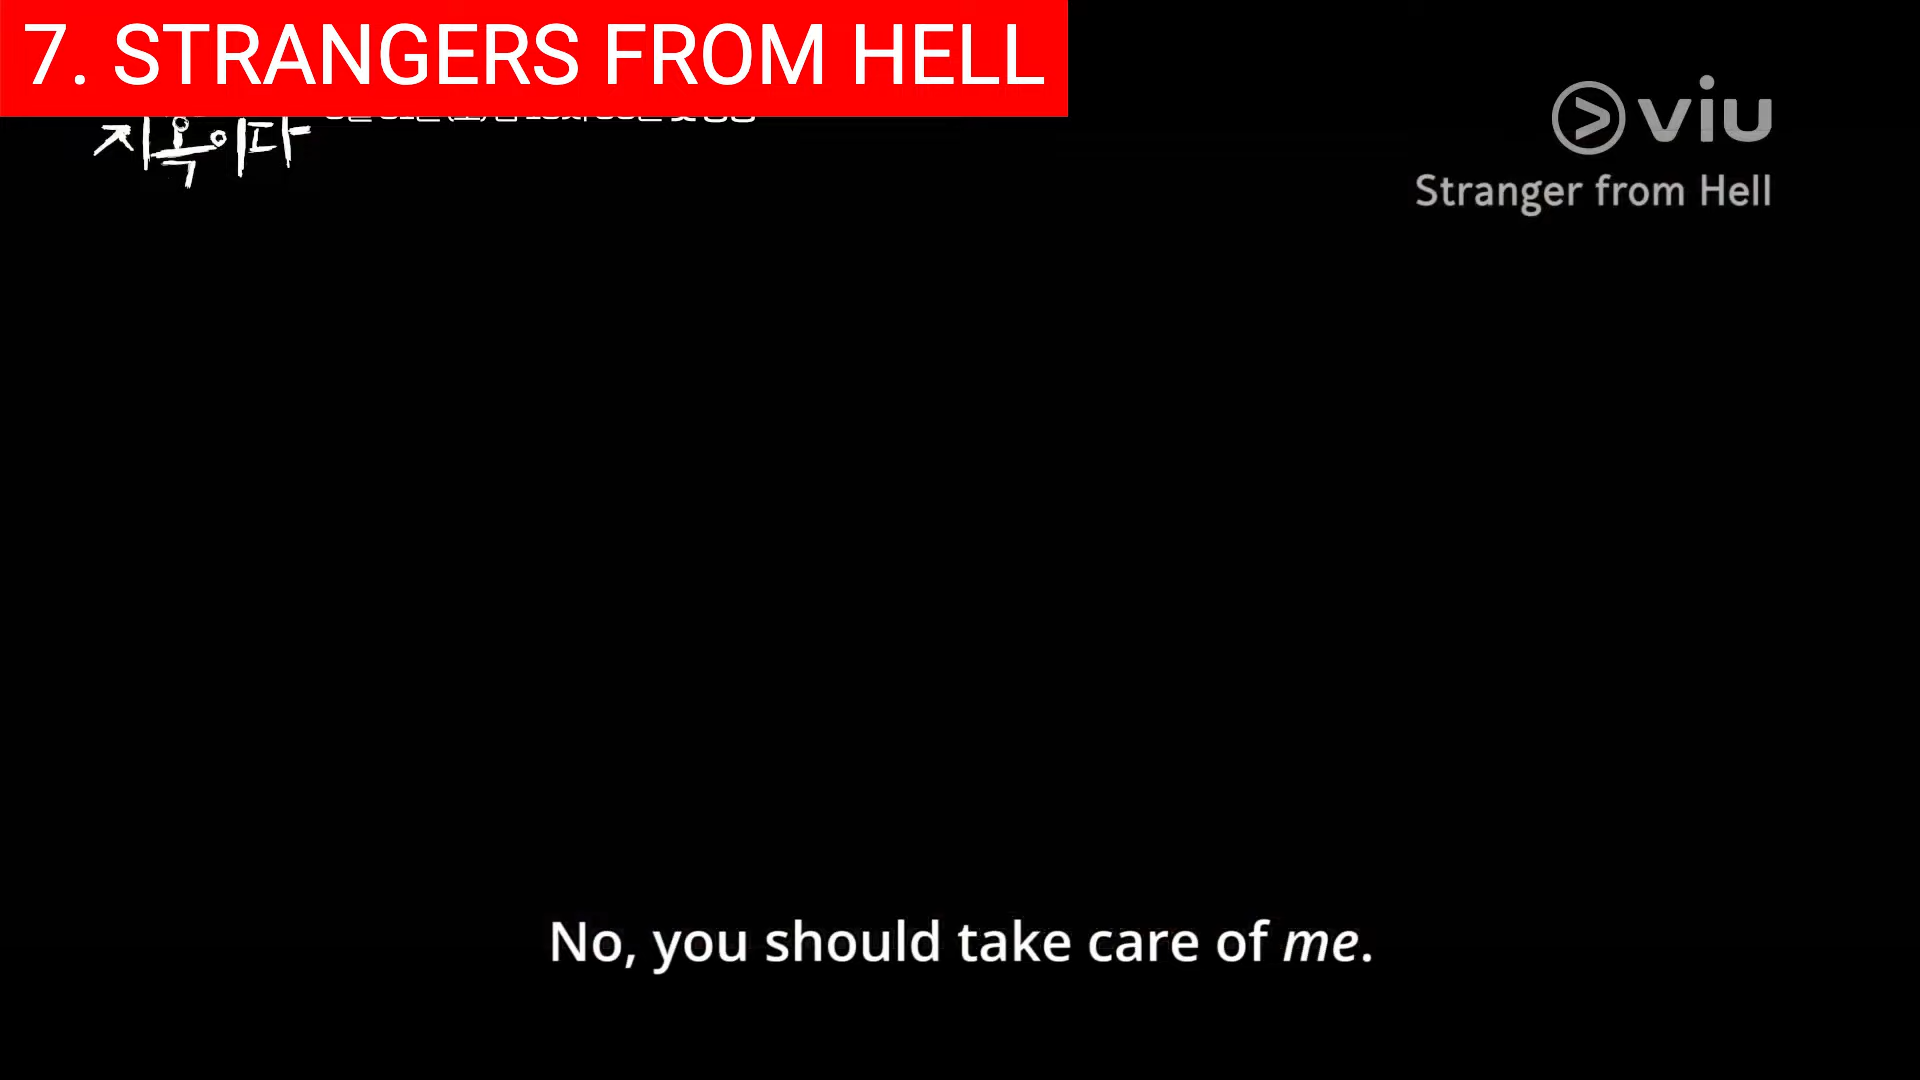 7. STRANGERS FROM HELL
지옥이다
viu
Stranger from Hell
No, you should take care of me.